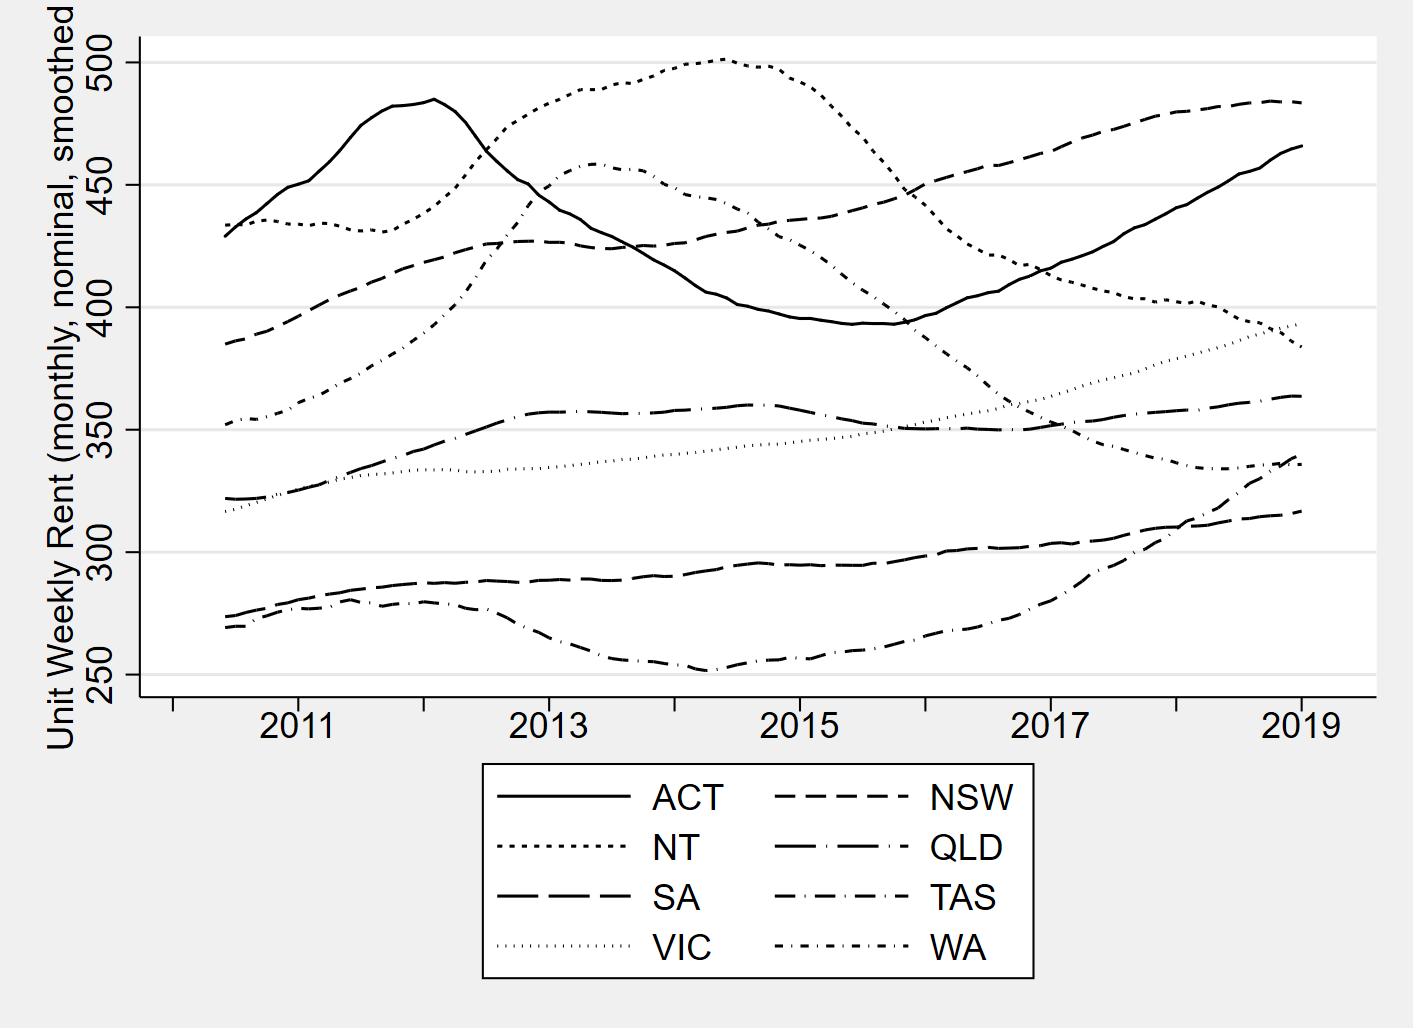 Unit Weekly Rent (monthly, nominal, smoothed
500
450
400
350
300
250
2011 2013 2015 2017 2019
ACT NSW
NT QLD
SA TAS
VIC WA